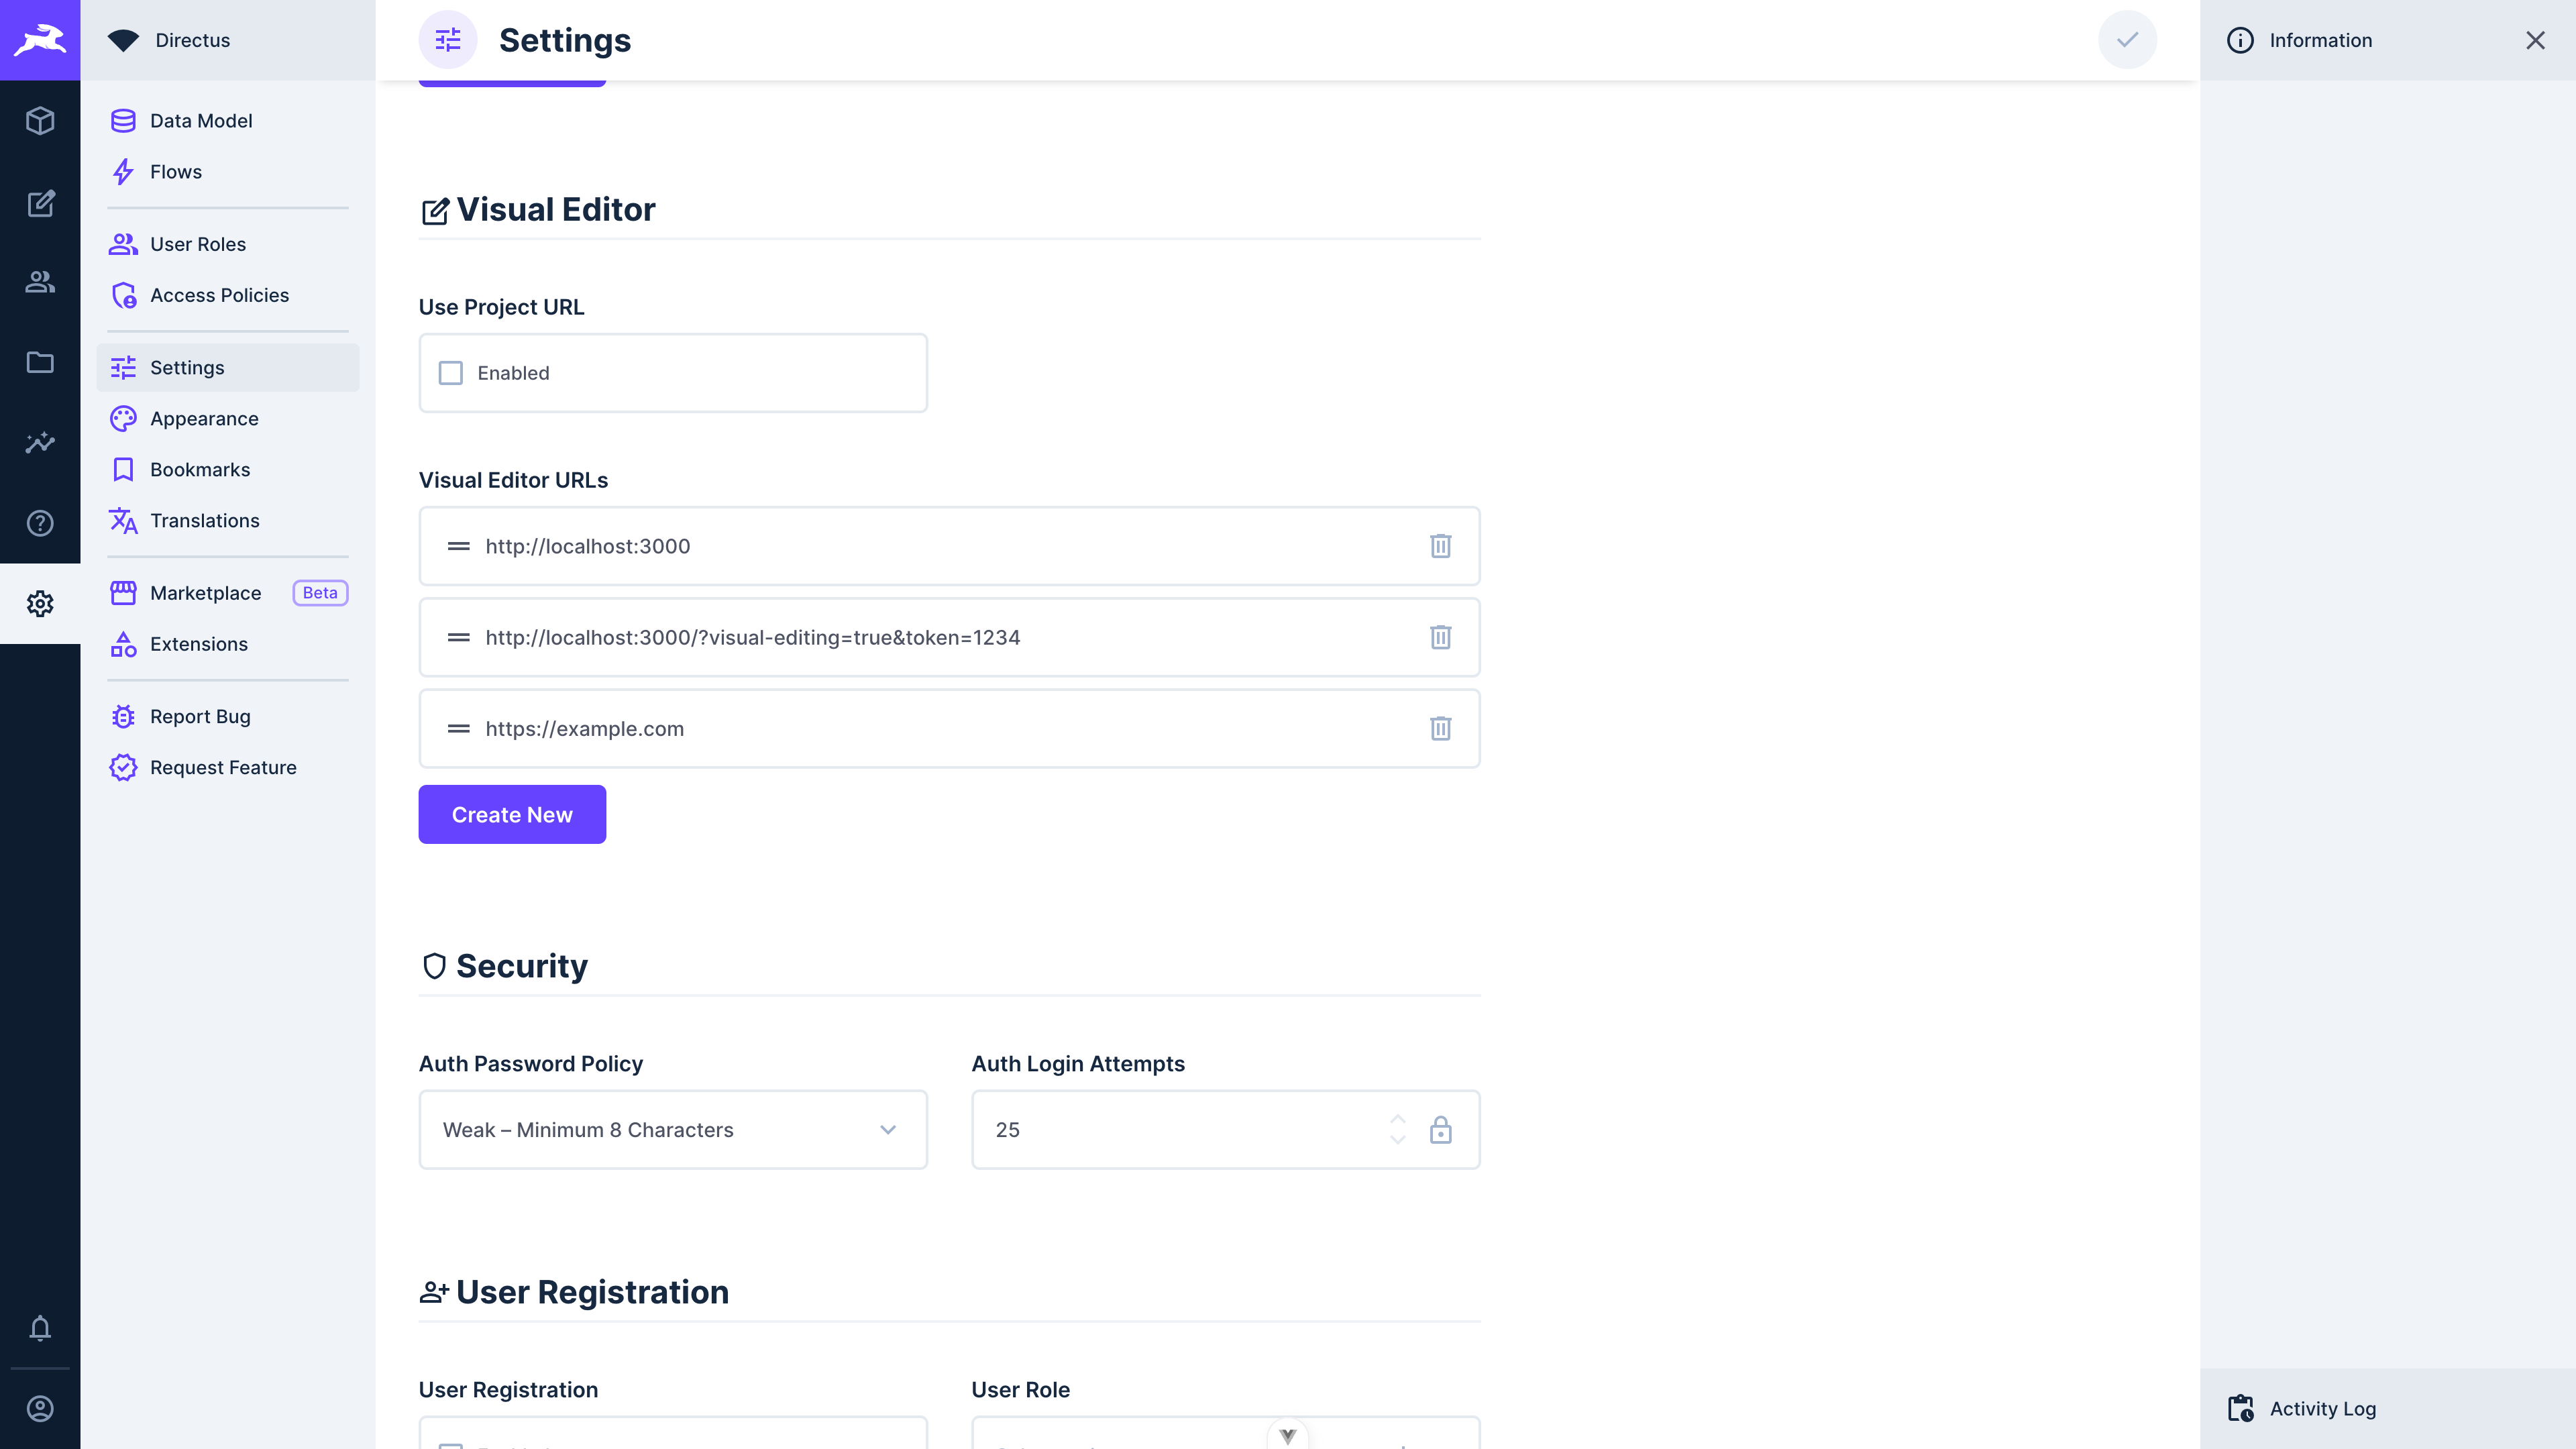 Directus
Settings
Information
Data Model
Flows
User Roles
Access Policies
Settings
Appearance
Bookmarks
Translations
Marketplace
Beta
Extensions
Report Bug
Request Feature
Visual Editor
Use Project URL
Enabled
Visual Editor URLs
http://localhost:3000
http://localhost:3000/?visual-editing=true&token=1234
https://example.com
Create New
Security
Auth Password Policy
Auth Login Attempts
Weak – Minimum 8 Characters
25
User Registration
User Registration
User Role
Activity Log